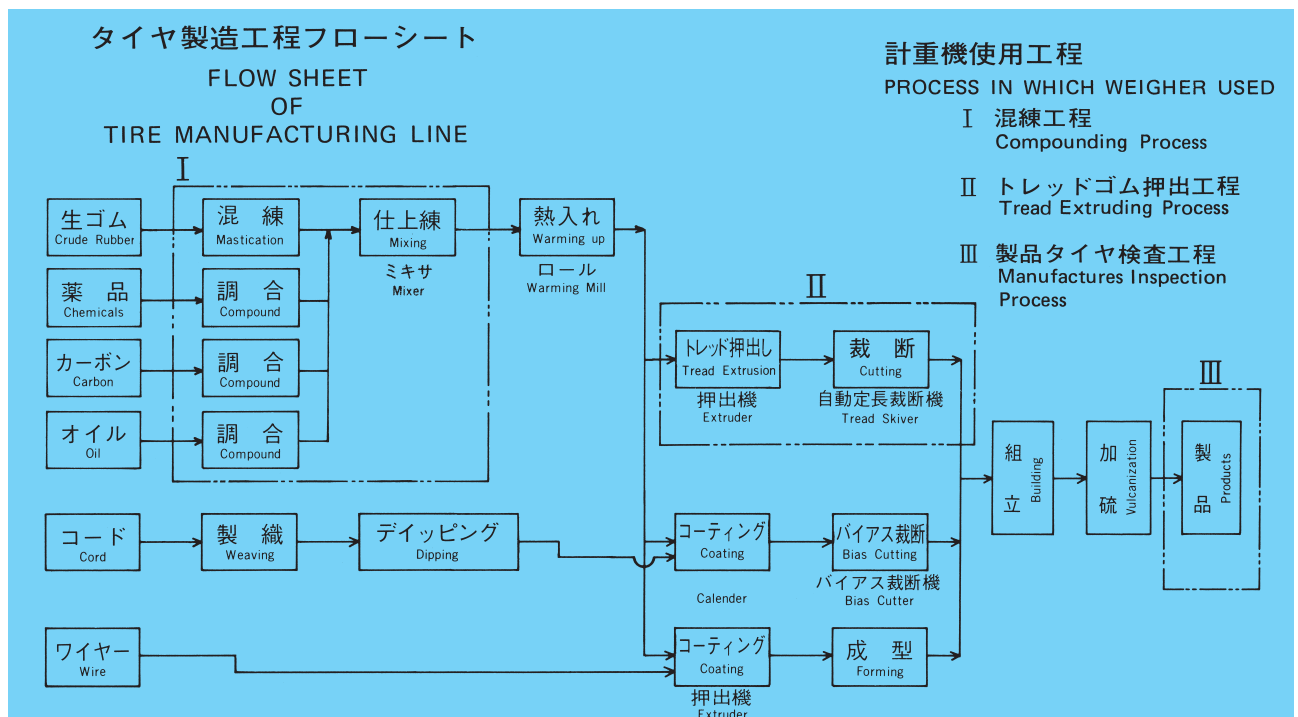 タイヤ製造工程フローシート
FLOW SHEET
OF
TIRE MANUFACTURING LINE
計重機使用工程
PROCESS IN WHICH WEIGHER USED
I 混練工程
Compounding Process
II トレッドゴム押出工程
Tread Extruding Process
III 製品タイヤ検査工程
Manufactures Inspection
Process
I
生ゴム
Crude Rubber
混練
Mastication
仕上練
Mixing
ミキサ
Mixer
熱入れ
Warming up
ロール
Warming Mill
薬品
Chemicals
調合
Compound
カーボン
Carbon
調合
Compound
オイル
Oil
調合
Compound
II
トレッド押出し
Tread Extrusion
押出機
Extruder
裁断
Cutting
自動定長裁断機
Tread Skiver
組立
Building
加硫
Vulcanization
III
製品
Products
コード
Cord
製織
Weaving
デイッピング
Dipping
コーティング
Coating
Calender
バイアス裁断
Bias Cutting
バイアス裁断機
Bias Cutter
ワイヤー
Wire
コーティング
Coating
押出機
Extruder
成型
Forming